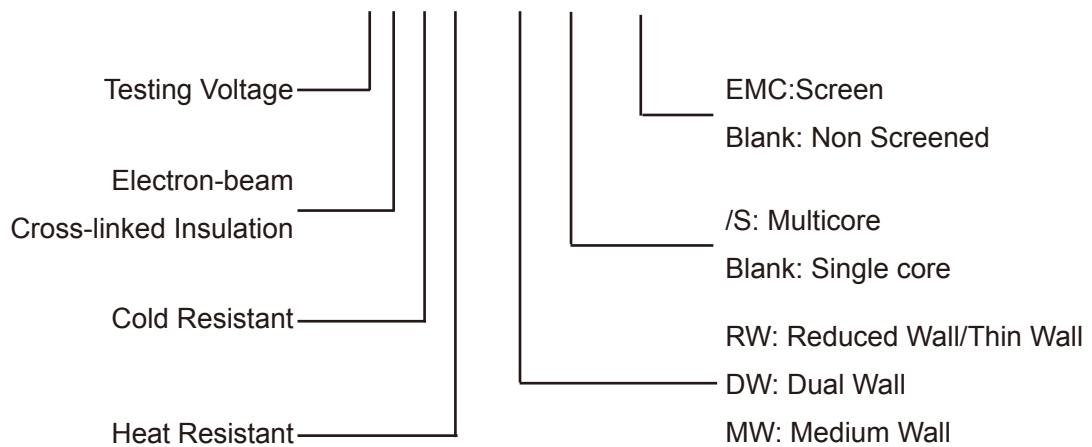 Testing Voltage
Electron-beam
Cross-linked Insulation
Cold Resistant
Heat Resistant
EMC:Screen
Blank: Non Screened
/S: Multicore
Blank: Single core
RW: Reduced Wall/Thin Wall
DW: Dual Wall
MW: Medium Wall